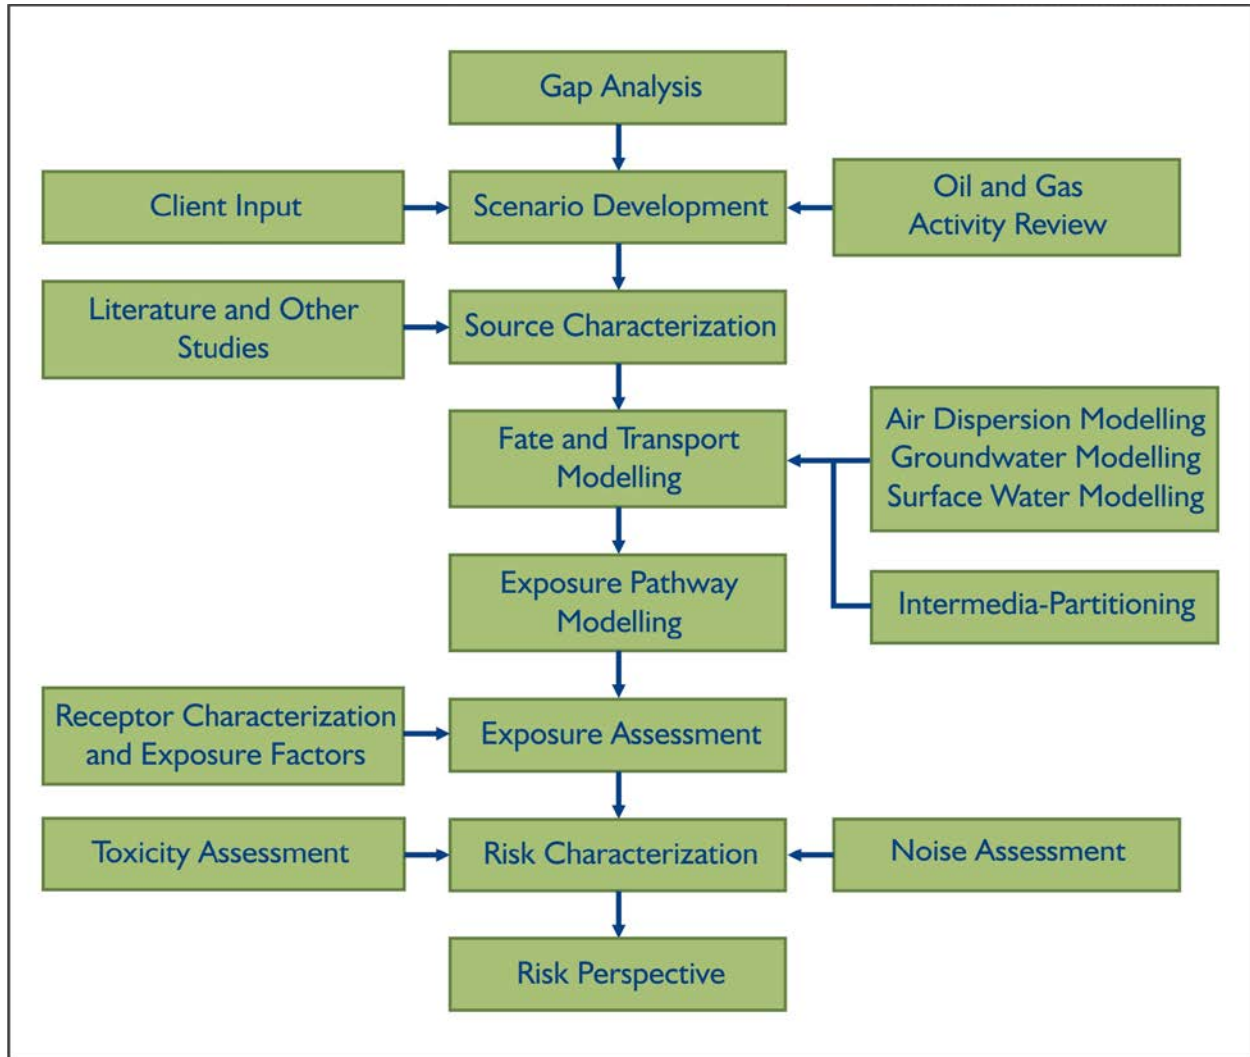 Gap Analysis
Client Input
Scenario Development
Oil and Gas
Activity Review
Literature and Other
Studies
Source Characterization
Fate and Transport
Modelling
Air Dispersion Modelling
Groundwater Modelling
Surface Water Modelling
Exposure Pathway
Modelling
Intermedia-Partitioning
Receptor Characterization
and Exposure Factors
Exposure Assessment
Toxicity Assessment
Risk Characterization
Noise Assessment
Risk Perspective